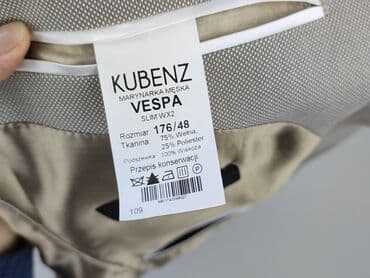 KUBENZ
MARYNARKA MĘSKA
VESPA
SLIM WX2
Rozmiar 176/48
Tkanina: 75% Wełna,
25% Poliester
Podszewka: 100% Wiskoza
Przepis konserwacji
109